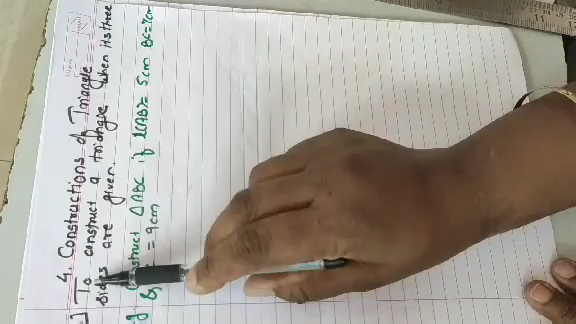 4. Constructions of Triangle
] To construct a triangle when its three
sides are given.
construct △ABC if l(AB)= 5cm BC=7cm
& = 9cm